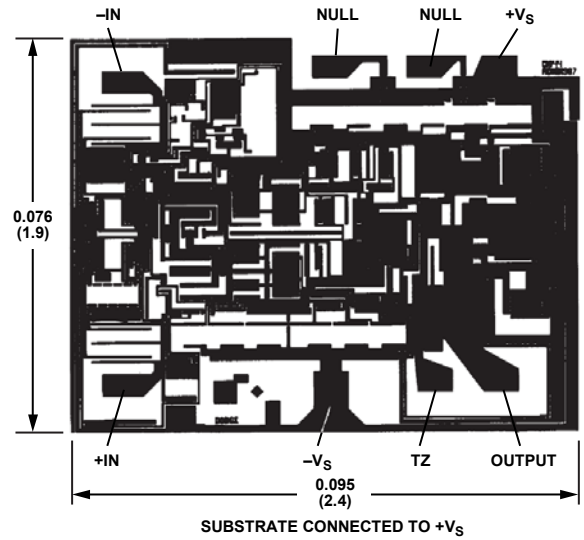 –IN NULL NULL +VS
0.076
(1.9)
+IN –VS TZ OUTPUT
0.095
(2.4)
SUBSTRATE CONNECTED TO +VS